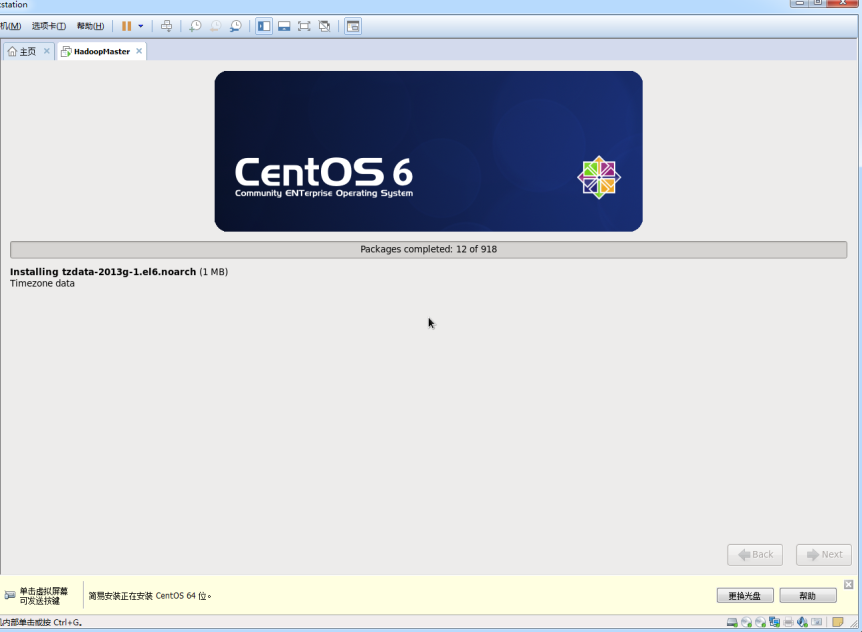 station
机(M) 选项卡(T) 帮助(H)
主页 × HadoopMaster ×
CentOS 6
Community ENTerprise Operating System
Packages completed: 12 of 918
Installing tzdata-2013g-1.el6.noarch (1 MB)
Timezone data
Back Next
单击虚拟屏幕
可发送按键
简易安装正在安装 CentOS 64 位。
更换光盘 帮助
机内部单击或按 Ctrl+G。